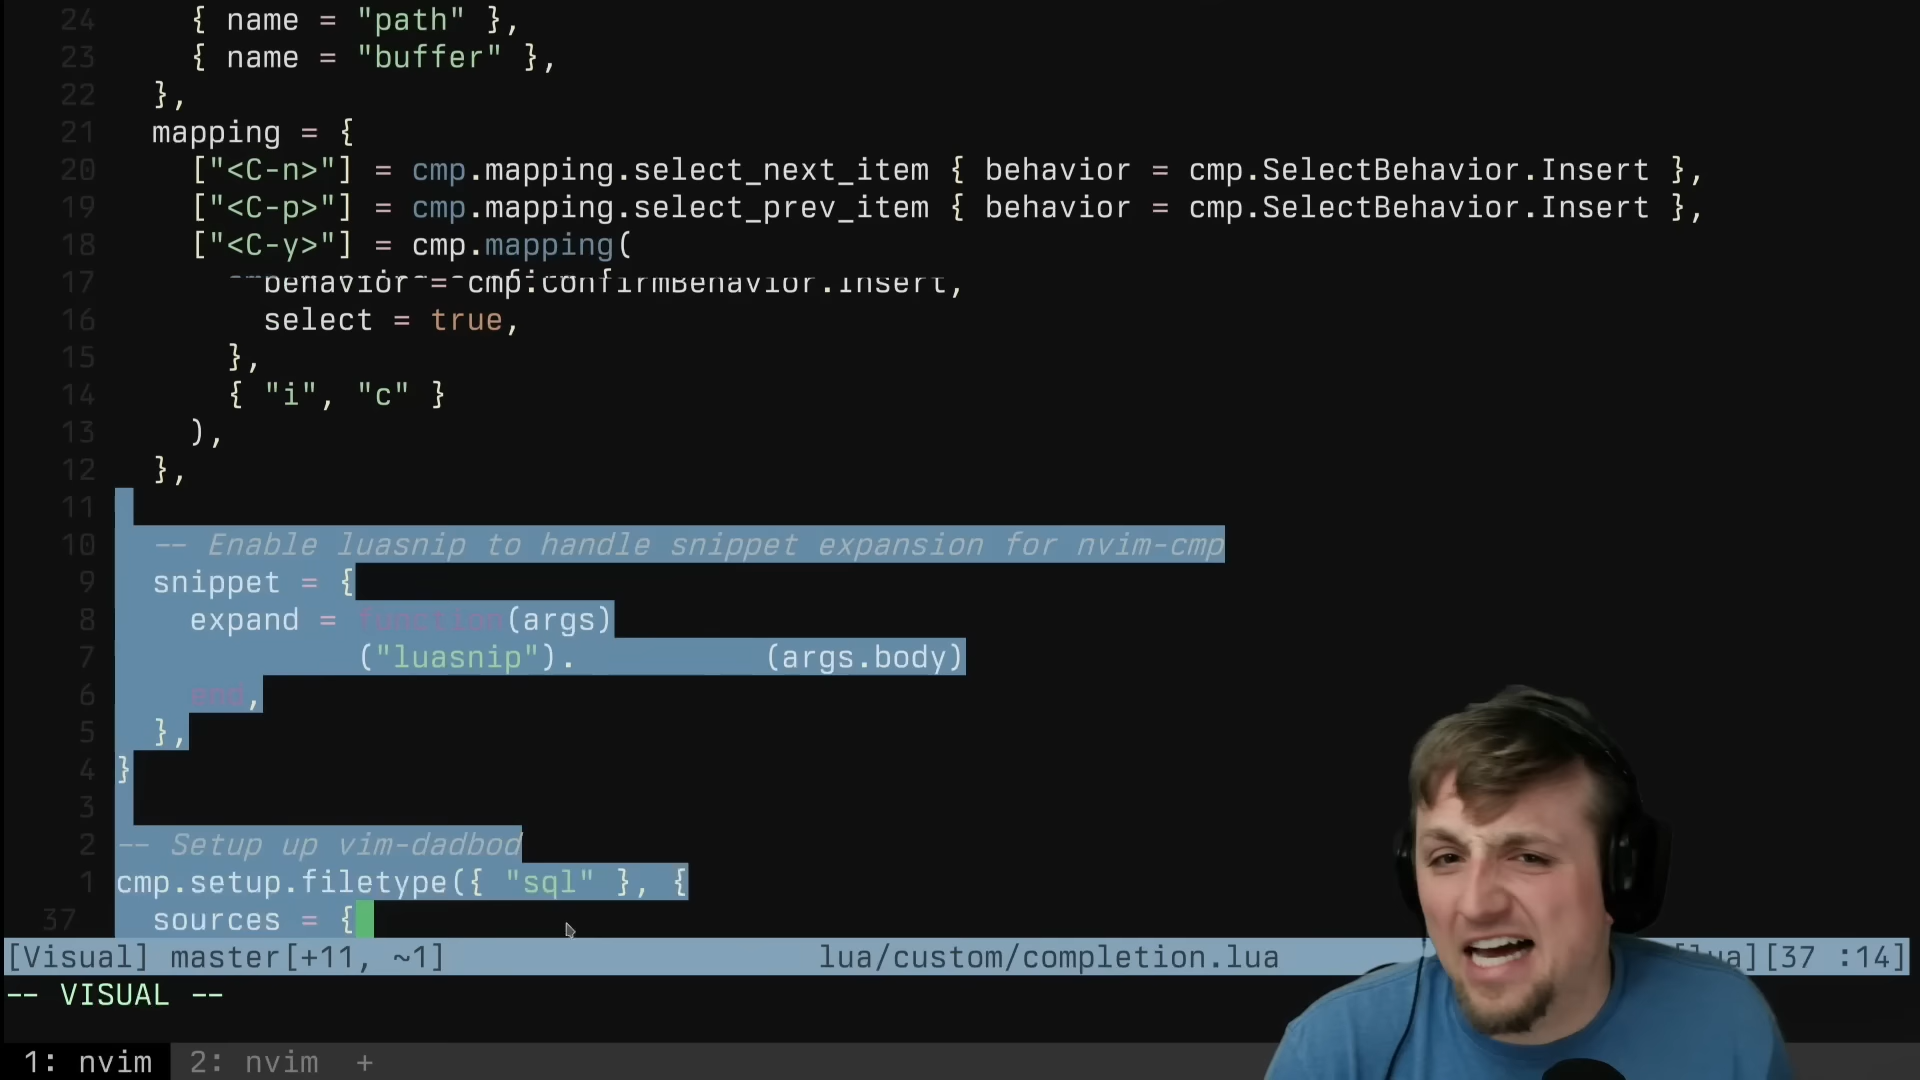 24 { name = "path" },
23 { name = "buffer" },
22 },
21 mapping = {
20 ["<C-n>"] = cmp.mapping.select_next_item { behavior = cmp.SelectBehavior.Insert },
19 ["<C-p>"] = cmp.mapping.select_prev_item { behavior = cmp.SelectBehavior.Insert },
18 ["<C-y>"] = cmp.mapping(
17 behavior = cmp.ConfirmBehavior.Insert,
16 select = true,
15 },
14 { "i", "c" }
13 ),
12 },
11
10 -- Enable luasnip to handle snippet expansion for nvim-cmp
9 snippet = {
8 expand = function(args)
7 ("luasnip"). (args.body)
6 end,
5 },
4 }
3
2 -- Setup up vim-dadbod
1 cmp.setup.filetype({ "sql" }, {
37 sources = {
[Visual] master[+11, ~1] lua/custom/completion.lua [lua][37 :14]
-- VISUAL --
1: nvim 2: nvim +